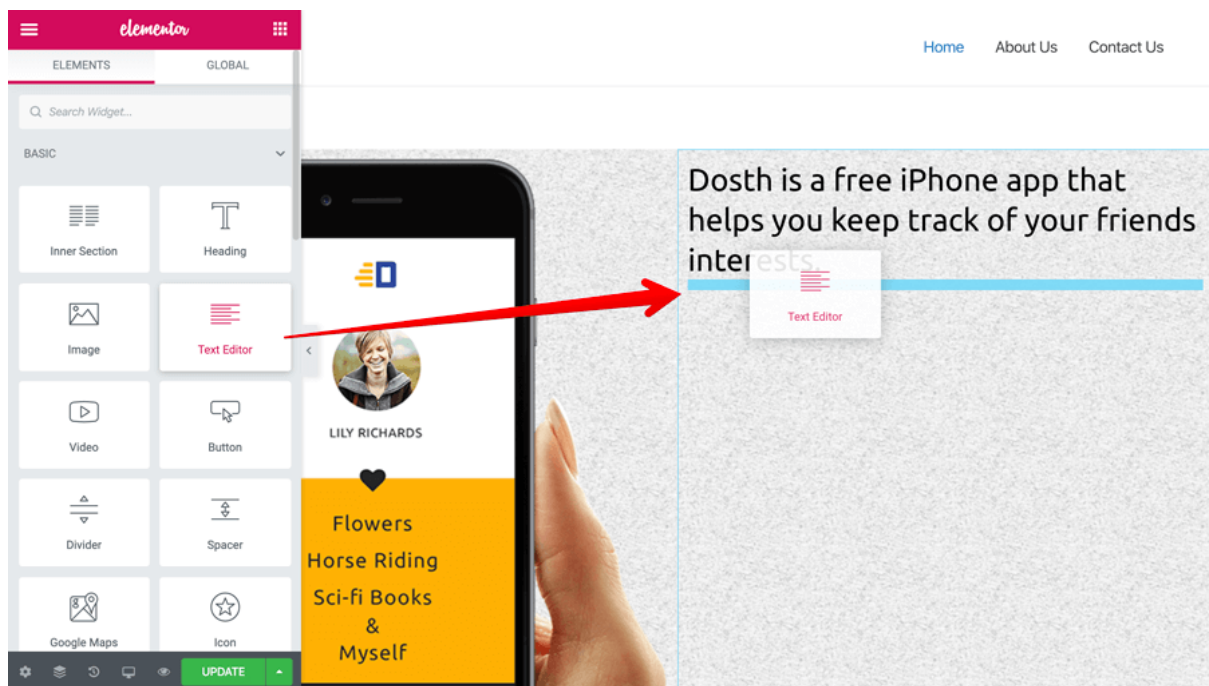 elementor
ELEMENTS GLOBAL
Search Widget...
BASIC
Inner Section Heading
Image Text Editor
Video Button
Divider Spacer
Google Maps Icon
UPDATE
Home About Us Contact Us
LILY RICHARDS
Flowers
Horse Riding
Sci-fi Books
&
Myself
Dosth is a free iPhone app that
helps you keep track of your friends
interests.
Text Editor